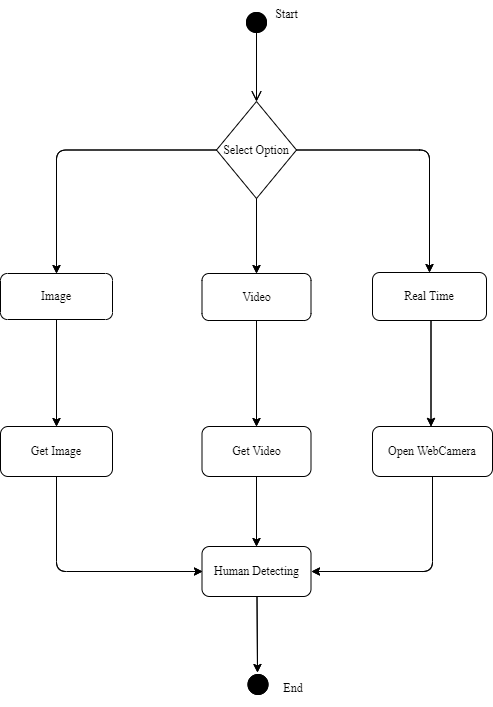 Start
Select Option
Image
Video
Real Time
Get Image
Get Video
Open WebCamera
Human Detecting
End